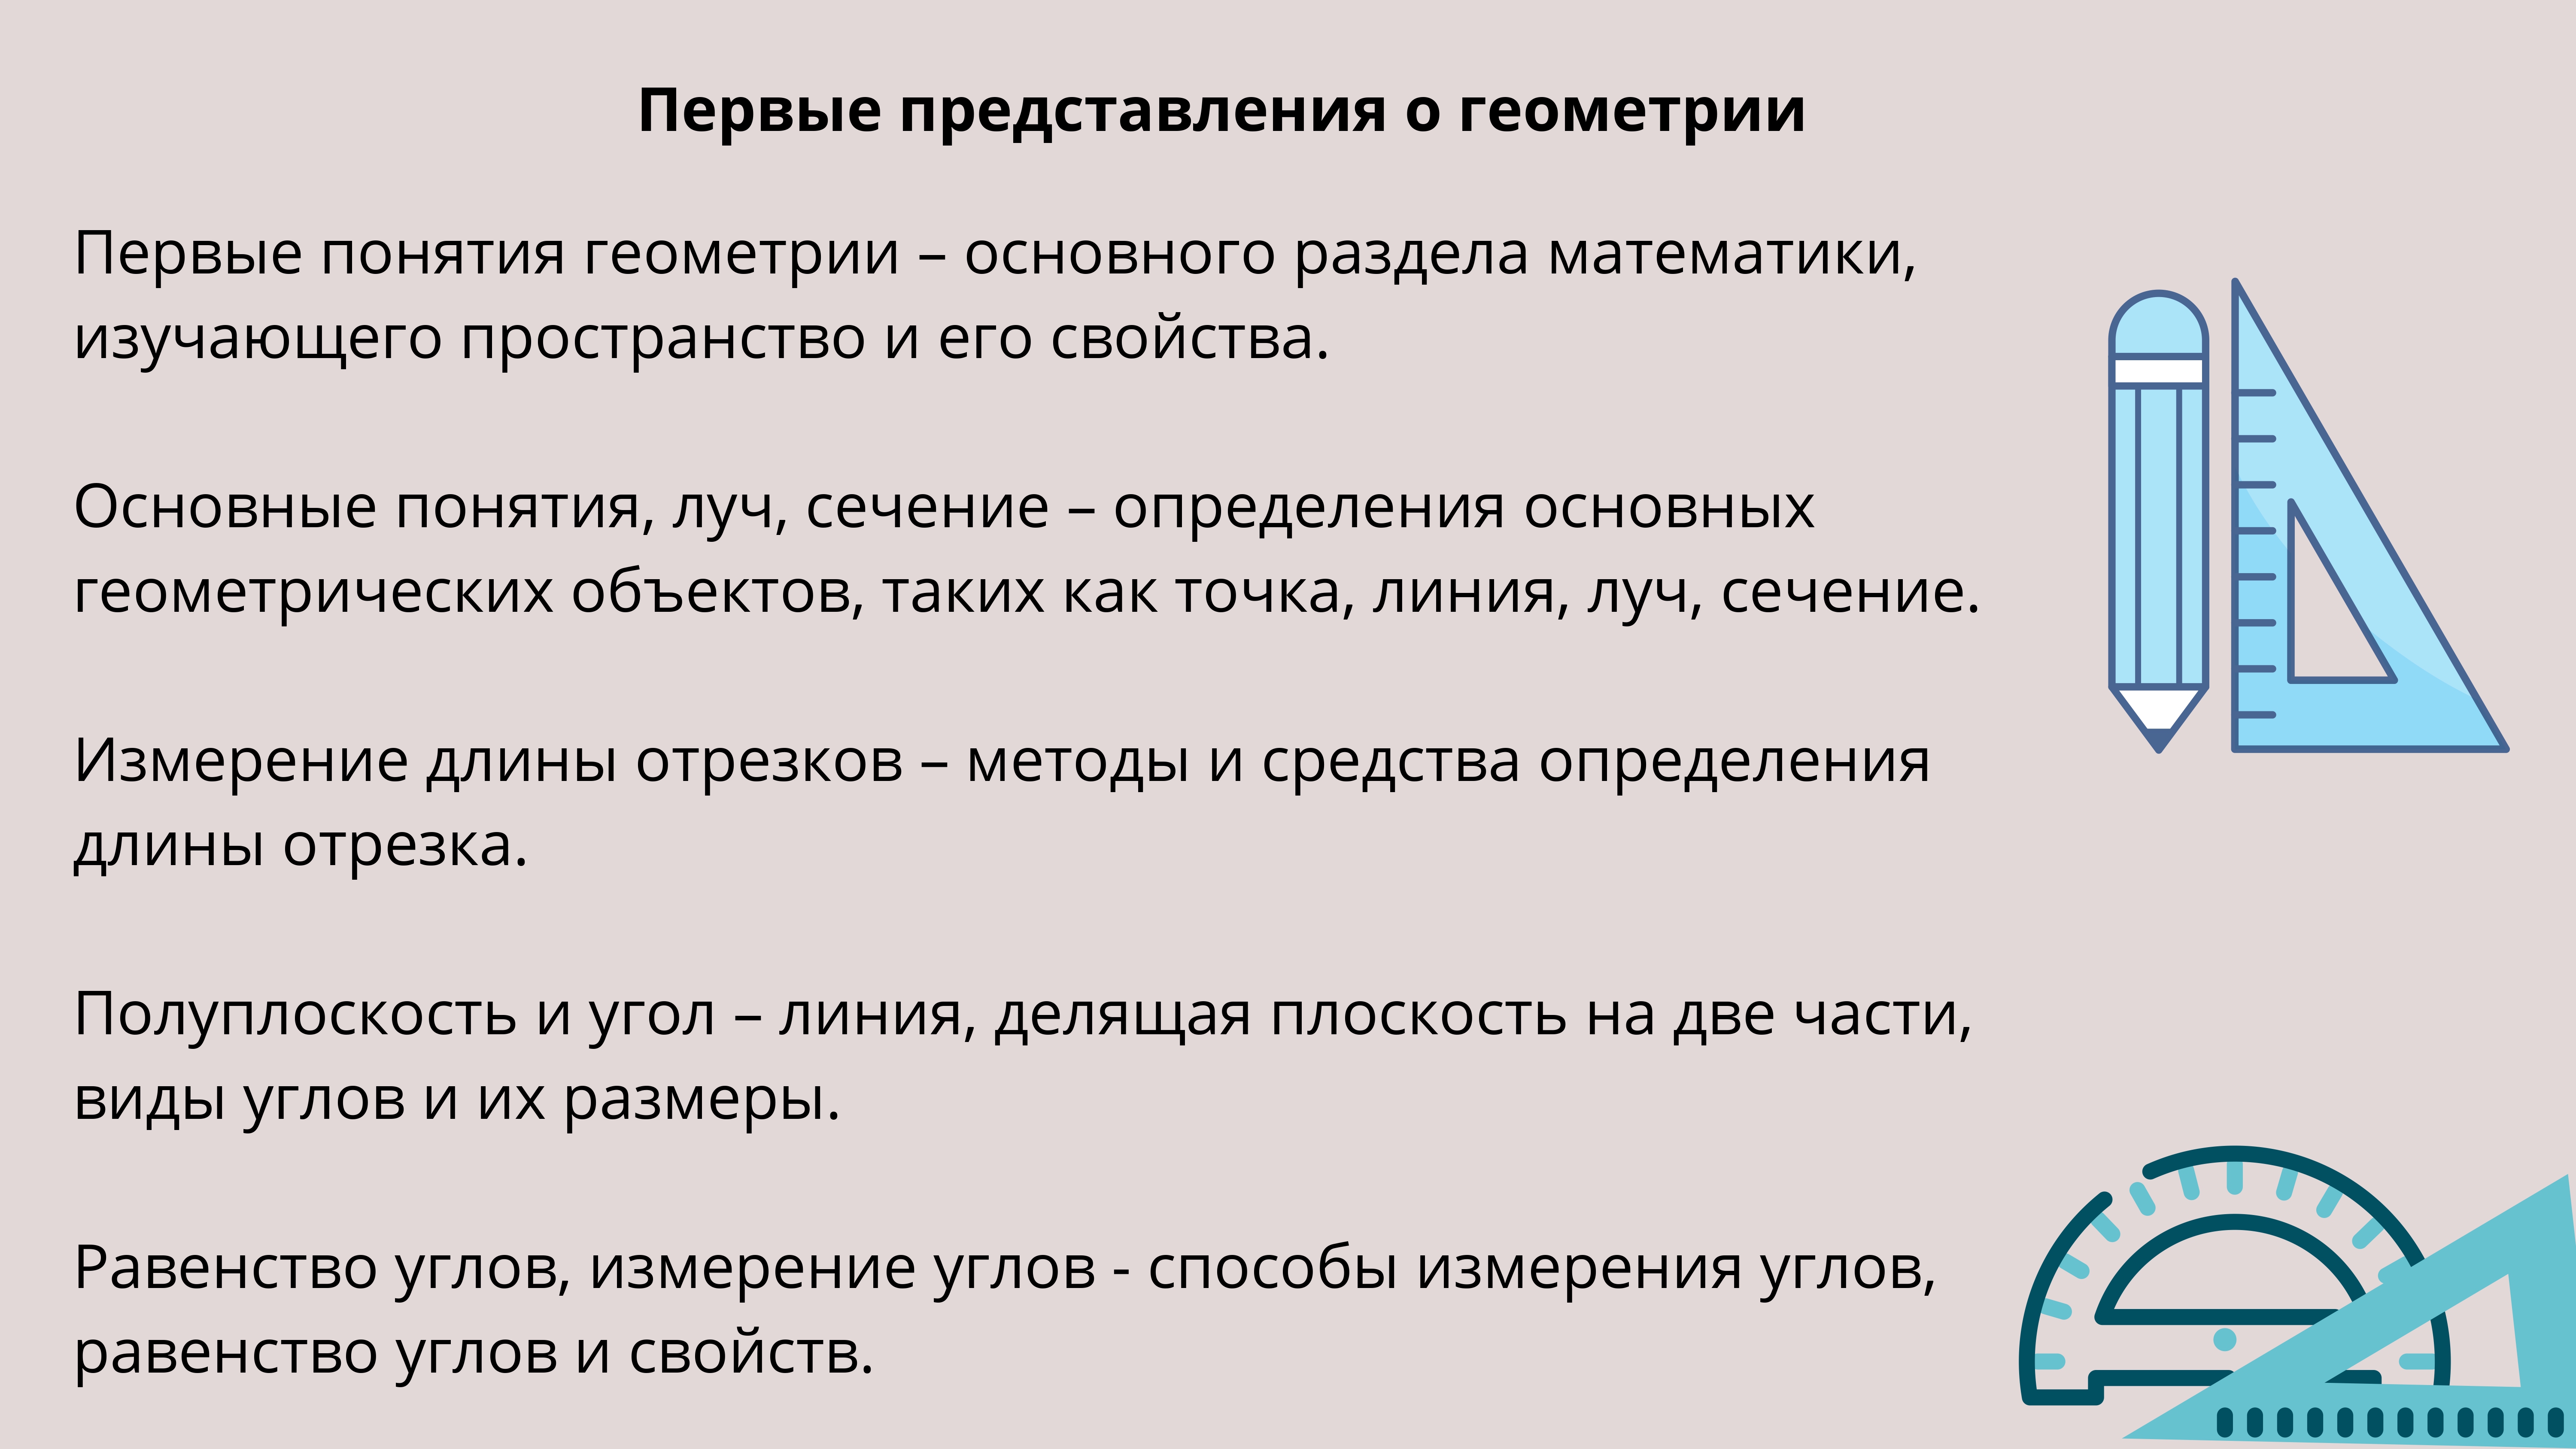 Первые представления о геометрии
Первые понятия геометрии – основного раздела математики,
изучающего пространство и его свойства.
Основные понятия, луч, сечение – определения основных
геометрических объектов, таких как точка, линия, луч, сечение.
Измерение длины отрезков – методы и средства определения
длины отрезка.
Полуплоскость и угол – линия, делящая плоскость на две части,
виды углов и их размеры.
Равенство углов, измерение углов - способы измерения углов,
равенство углов и свойств.